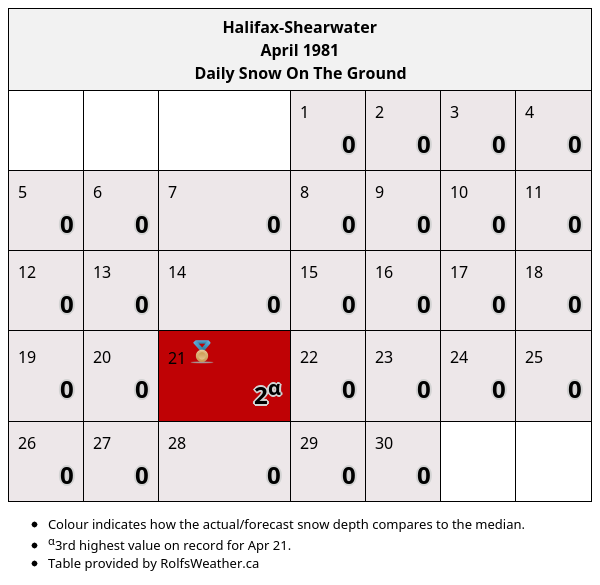 Halifax-Shearwater
April 1981
Daily Snow On The Ground
1 2 3 4
0 0 0 0
5 6 7 8 9 10 11
0 0 0 0 0 0 0
12 13 14 15 16 17 18
0 0 0 0 0 0 0
19 20 21 22 23 24 25
0 0 2α 0 0 0 0
26 27 28 29 30
0 0 0 0 0
Colour indicates how the actual/forecast snow depth compares to the median.
α3rd highest value on record for Apr 21.
Table provided by RolfsWeather.ca